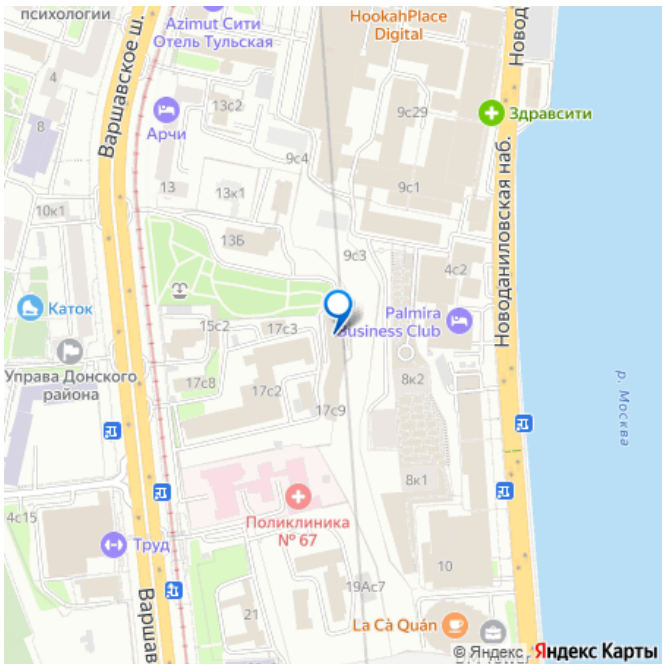 психологии
Azimut Сити
Отель Тульская
HookahPlace
Digital
Варшавское ш.
4
13с2
Арчи
8
9с29
Здравсити
9с4
13
13к1
9с1
10к1
13Б
9с3
4с2
Новоданиловская наб.
Каток
15с2
17с3
Palmira
Business Club
Управа Донского
района
17с8
17с2
8к2
17с9
р. Москва
8к1
4с15
Поликлиника
№ 67
Труд
10
19Ас7
21
La Cà Quán
© Яндекс
Яндекс Карты